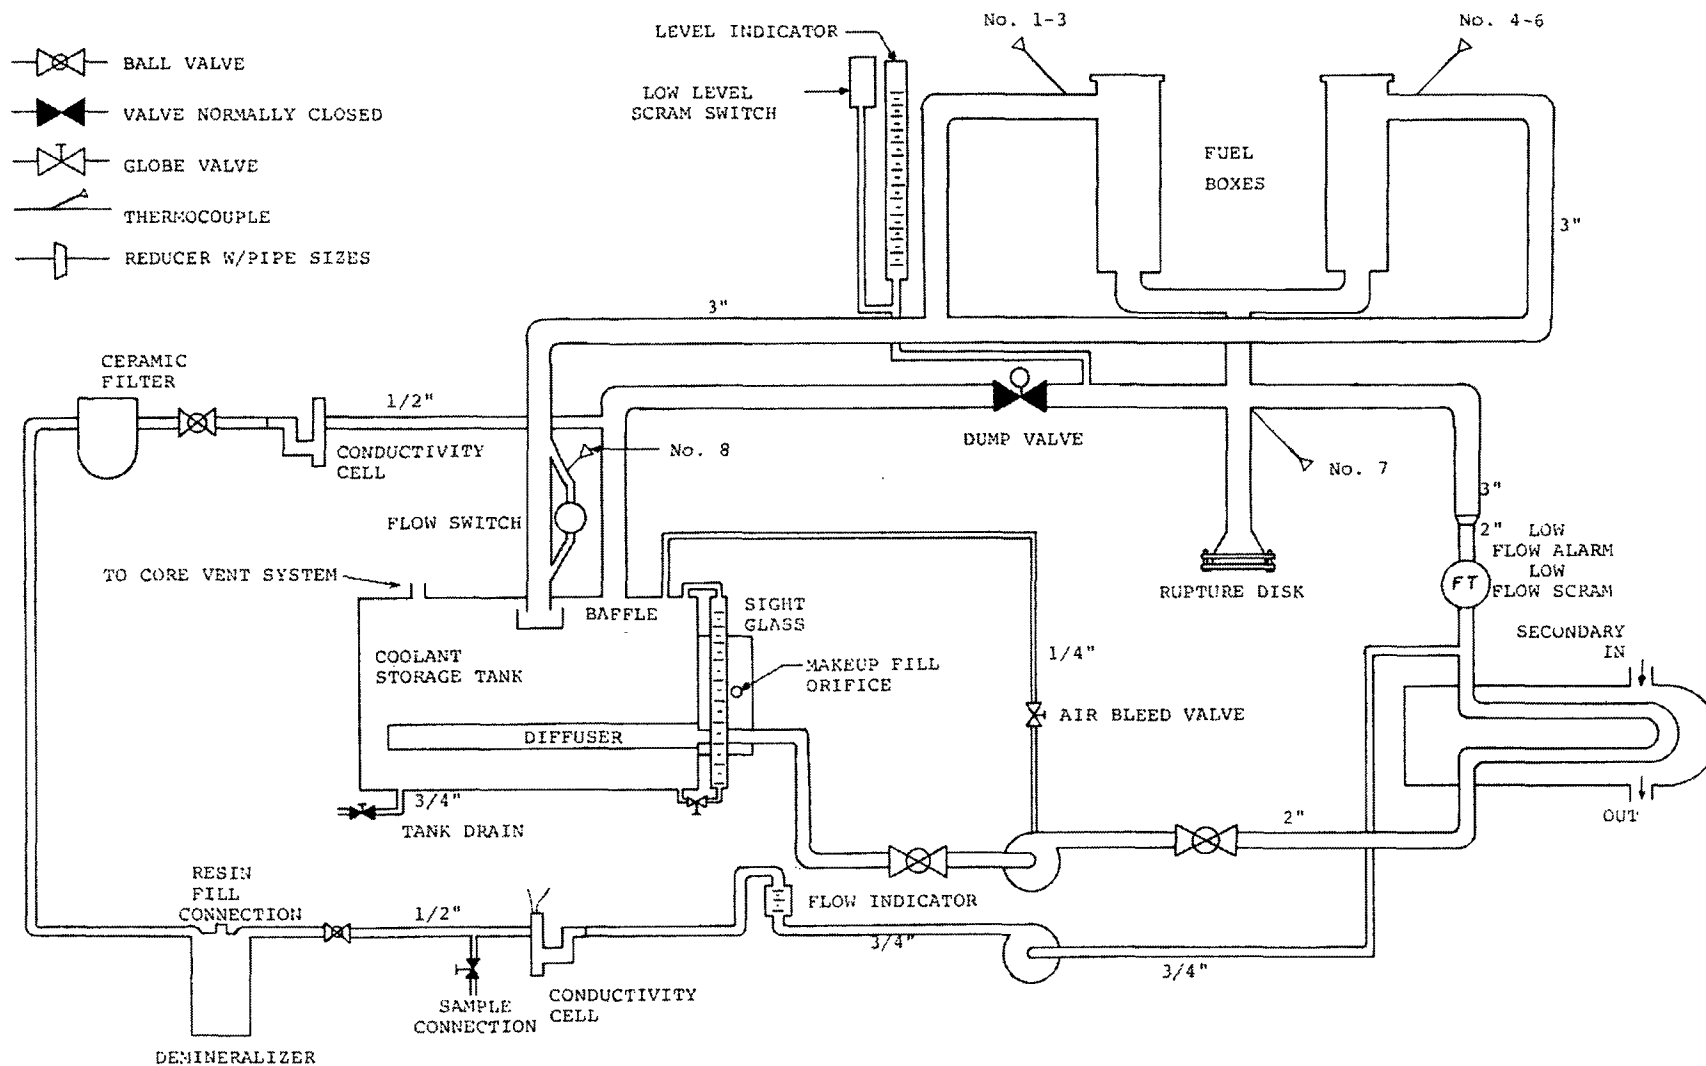 BALL VALVE
VALVE NORMALLY CLOSED
GLOBE VALVE
THERMOCOUPLE
REDUCER W/PIPE SIZES
LEVEL INDICATOR
LOW LEVEL
SCRAM SWITCH
No. 1-3
No. 4-6
FUEL
BOXES
3"
3"
CERAMIC
FILTER
1/2"
CONDUCTIVITY
CELL
No. 8
FLOW SWITCH
DUMP VALVE
No. 7
3"
2"
LOW
FLOW ALARM
LOW
FLOW SCRAM
FT
RUPTURE DISK
TO CORE VENT SYSTEM
BAFFLE
SIGHT
GLASS
COOLANT
STORAGE TANK
MAKEUP FILL
ORIFICE
1/4"
SECONDARY
IN
AIR BLEED VALVE
DIFFUSER
3/4"
TANK DRAIN
2"
OUT
RESIN
FILL
CONNECTION
1/2"
FLOW INDICATOR
3/4"
3/4"
SAMPLE
CONNECTION
CONDUCTIVITY
CELL
DEMINERALIZER